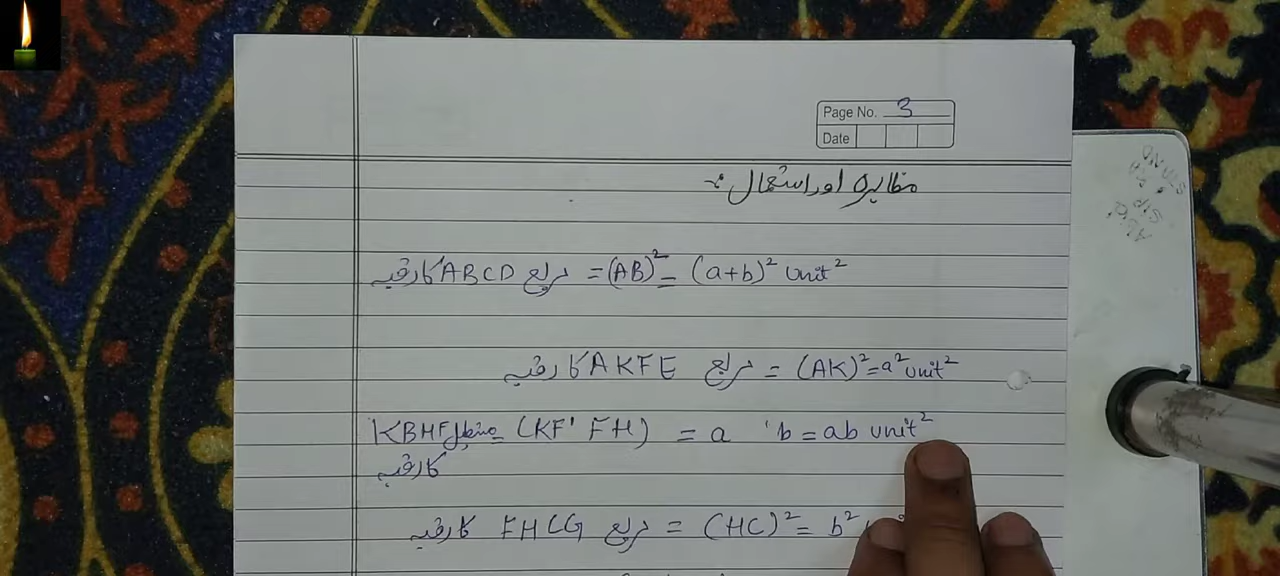 Page No. 3
Date
مظاہرہ اور استعمال :-
مربع ABCD کا رقبہ = (AB)² = (a+b)² unit²
مربع AKFE کا رقبہ = (AK)² = a² unit²
مستطیل KBHF = (KF' FH) = a 'b = ab unit²
کا رقبہ
مربع FHCG کا رقبہ = (HC)² = b²